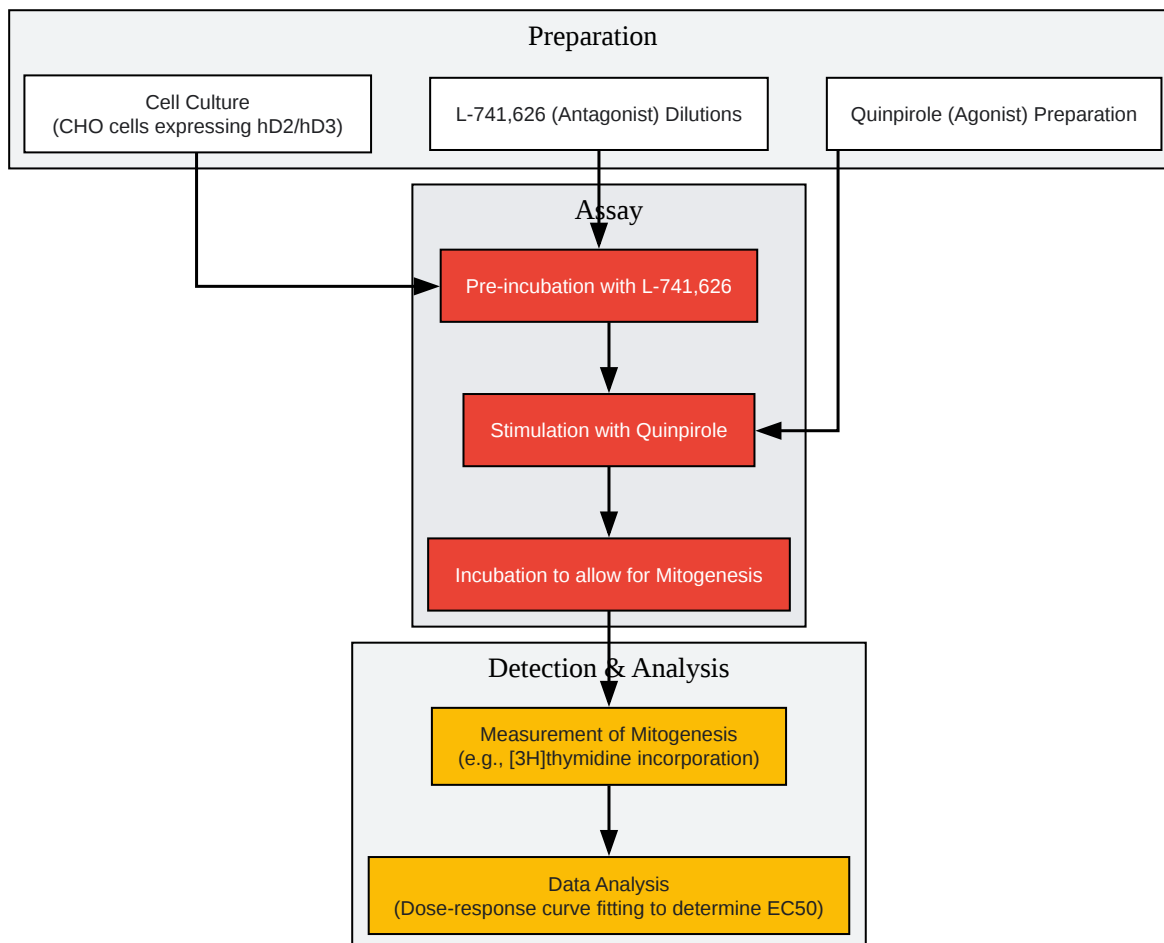 Preparation
Cell Culture
(CHO cells expressing hD2/hD3)
L-741,626 (Antagonist) Dilutions
Quinpirole (Agonist) Preparation
Assay
Pre-incubation with L-741,626
Stimulation with Quinpirole
Incubation to allow for Mitogenesis
Detection & Analysis
Measurement of Mitogenesis
(e.g., [3H]thymidine incorporation)
Data Analysis
(Dose-response curve fitting to determine EC50)